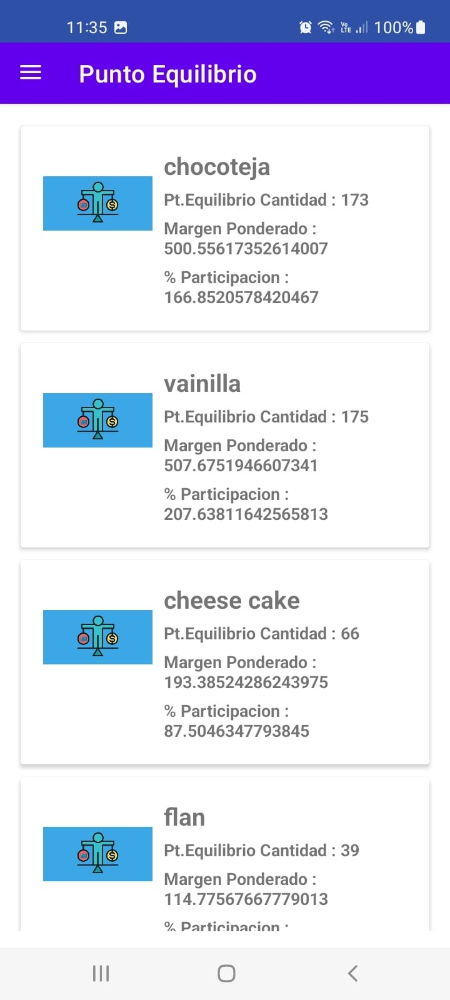 11:35
Vo
LTE
100%
Punto Equilibrio
chocoteja
Pt.Equilibrio Cantidad : 173
Margen Ponderado :
500.55617352614007
% Participacion :
166.8520578420467
vainilla
Pt.Equilibrio Cantidad : 175
Margen Ponderado :
507.6751946607341
% Participacion :
207.63811642565813
cheese cake
Pt.Equilibrio Cantidad : 66
Margen Ponderado :
193.38524286243975
% Participacion :
87.5046347793845
flan
Pt.Equilibrio Cantidad : 39
Margen Ponderado :
114.77567667779013
% Participacion :